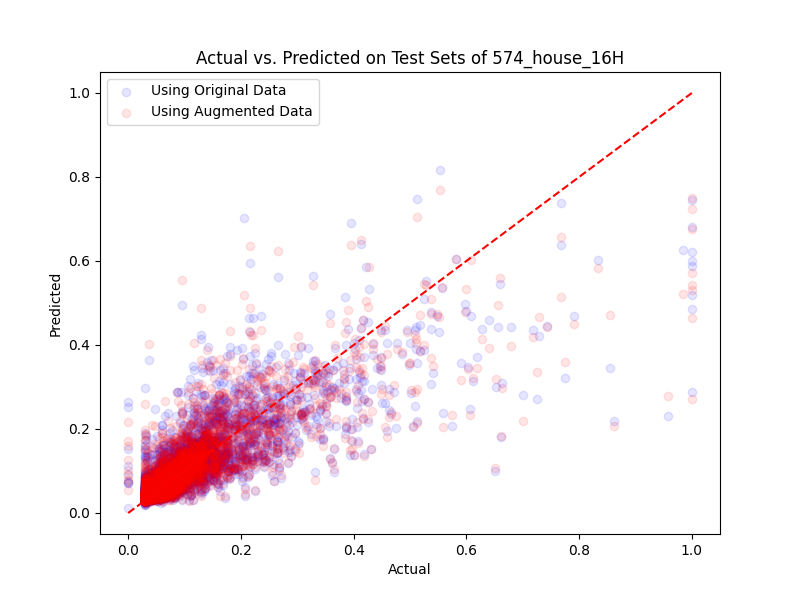 Actual vs. Predicted on Test Sets of 574_house_16H
Using Original Data
Using Augmented Data
1.0
0.8
0.6
0.4
0.2
0.0
Predicted
0.0 0.2 0.4 0.6 0.8 1.0
Actual